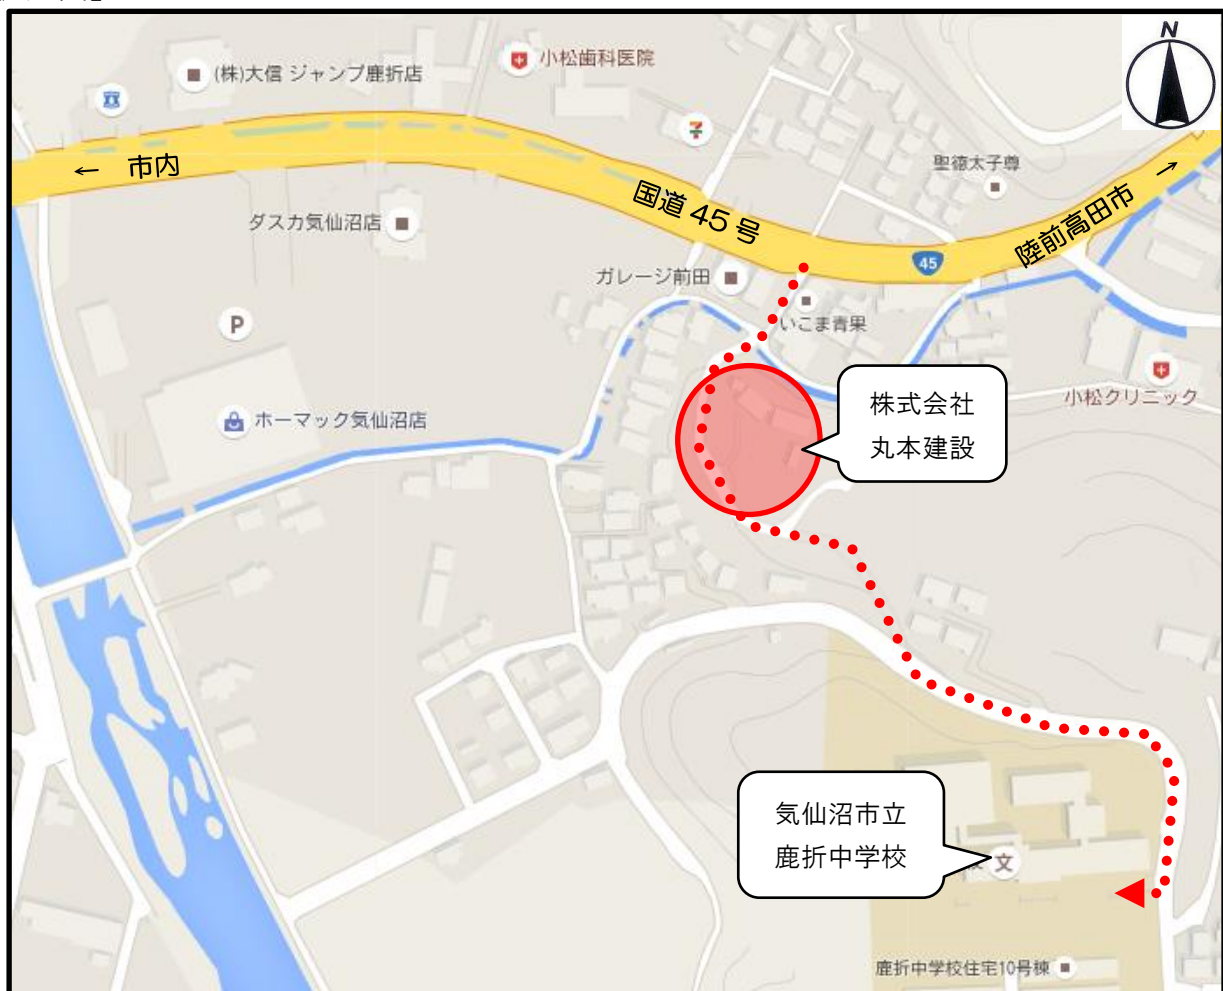 N
小松歯科医院
(株)大信 ジャンプ鹿折店
7
← 市内
聖徳太子尊
国道 45 号
ダスカ気仙沼店
陸前高田市 →
45
ガレージ前田
いこま青果
P
小松クリニック
株式会社
丸本建設
ホーマック気仙沼店
気仙沼市立
鹿折中学校
文
鹿折中学校住宅10号棟